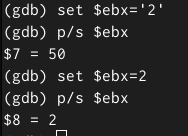 (gdb) set $ebx='2'
(gdb) p/s $ebx
$7 = 50
(gdb) set $ebx=2
(gdb) p/s $ebx
$8 = 2